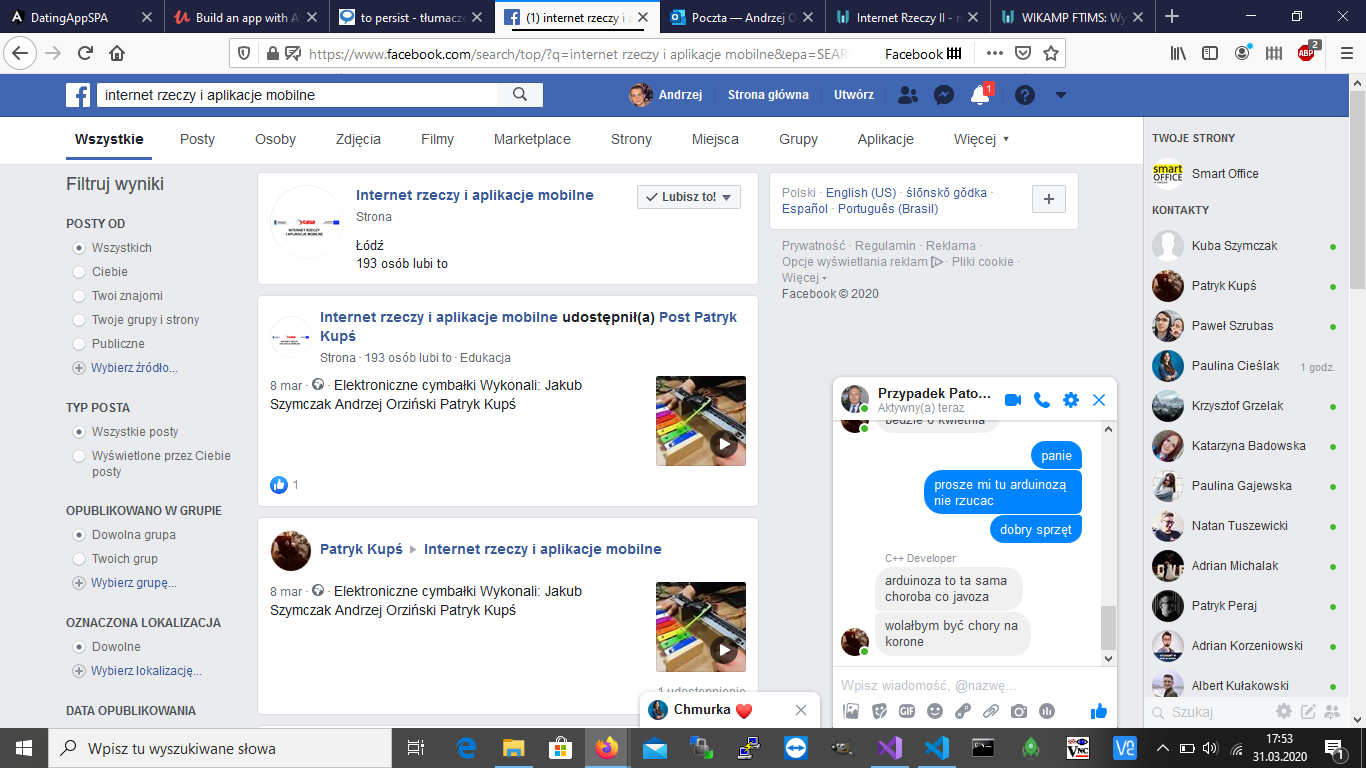 DatingAppSPA
Build an app with A
to persist - tłumacze
(1) internet rzeczy i a
Poczta — Andrzej O
Internet Rzeczy II - n
WIKAMP FTIMS: Wy
https://www.facebook.com/search/top/?q=internet rzeczy i aplikacje mobilne&epa=SEAR
Facebook
ABP
2
internet rzeczy i aplikacje mobilne
Andrzej
Strona główna
Utwórz
1
Wszystkie
Posty
Osoby
Zdjęcia
Filmy
Marketplace
Strony
Miejsca
Grupy
Aplikacje
Więcej
Filtruj wyniki
POSTY OD
Wszystkich
Ciebie
Twoi znajomi
Twoje grupy i strony
Publiczne
Wybierz źródło...
TYP POSTA
Wszystkie posty
Wyświetlone przez Ciebie
posty
OPUBLIKOWANO W GRUPIE
Dowolna grupa
Twoich grup
Wybierz grupę...
OZNACZONA LOKALIZACJA
Dowolne
Wybierz lokalizację...
DATA OPUBLIKOWANIA
INTERNET RZECZY
I APLIKACJE MOBILNE
Internet rzeczy i aplikacje mobilne
Strona
Łódź
193 osób lubi to
Lubisz to!
Internet rzeczy i aplikacje mobilne udostępnił(a) Post Patryk
Kupś
Strona · 193 osób lubi to · Edukacja
8 mar · Elektroniczne cymbałki Wykonali: Jakub
Szymczak Andrzej Orziński Patryk Kupś
1
Patryk Kupś Internet rzeczy i aplikacje mobilne
8 mar · Elektroniczne cymbałki Wykonali: Jakub
Szymczak Andrzej Orziński Patryk Kupś
1 udostępnienie
Polski · English (US) · ślōnskŏ gŏdka ·
Español · Português (Brasil)
Prywatność · Regulamin · Reklama ·
Opcje wyświetlania reklam · Pliki cookie ·
Więcej
Facebook © 2020
Przypadek Pato...
Aktywny(a) teraz
będzie 6 kwietnia
panie
prosze mi tu arduinozą
nie rzucac
dobry sprzęt
C++ Developer
arduinoza to ta sama
choroba co javoza
wolałbym być chory na
korone
Wpisz wiadomość, @nazwę...
GIF
Chmurka ❤️
TWOJE STRONY
smart
OFFICE
Smart Office
KONTAKTY
Kuba Szymczak
Patryk Kupś
Paweł Szrubas
Paulina Cieślak
1 godz.
Krzysztof Grzelak
Katarzyna Badowska
Paulina Gajewska
Natan Tuszewicki
Adrian Michalak
Patryk Peraj
Adrian Korzeniowski
Albert Kułakowski
Szukaj
Wpisz tu wyszukiwane słowa
VNC
V2
17:53
31.03.2020
1